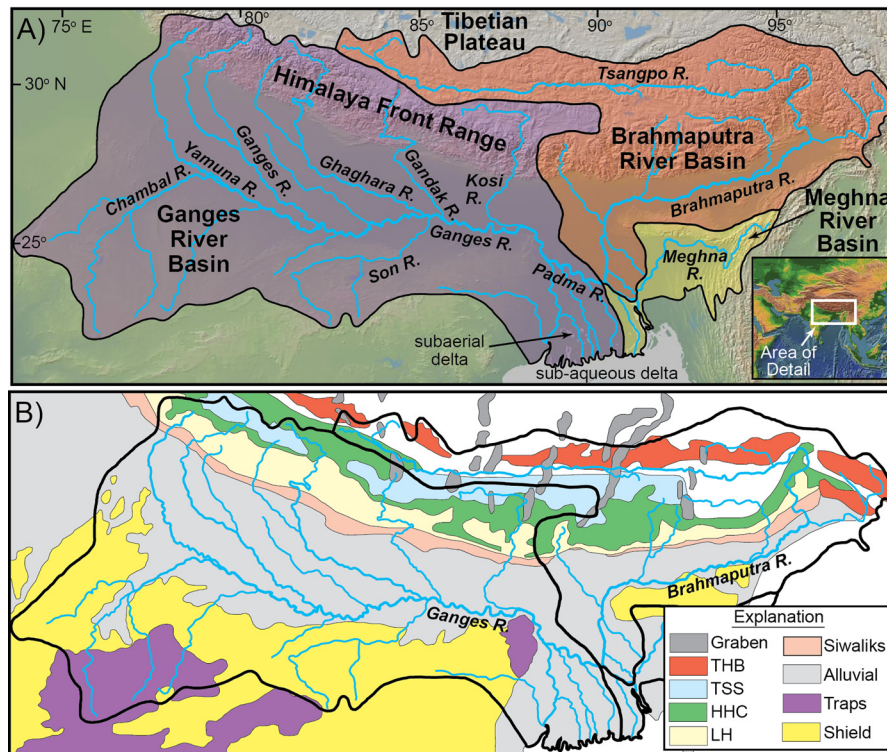 A)
75° E
80°
85°
90°
95°
30° N
25°
Tibetian
Plateau
Tsangpo R.
Himalaya Front Range
Brahmaputra
River Basin
Brahmaputra R.
Meghna
River
Basin
Meghna
R.
Chambal R.
Yamuna R.
Ganges R.
Ghaghara R.
Gandak R.
Kosi
R.
Ganges
River
Basin
Ganges R.
Son R.
Padma R.
subaerial
delta
sub-aqueous delta
Area of
Detail
B)
Brahmaputra R.
Ganges R.
Explanation
Graben
THB
TSS
HHC
LH
Siwaliks
Alluvial
Traps
Shield